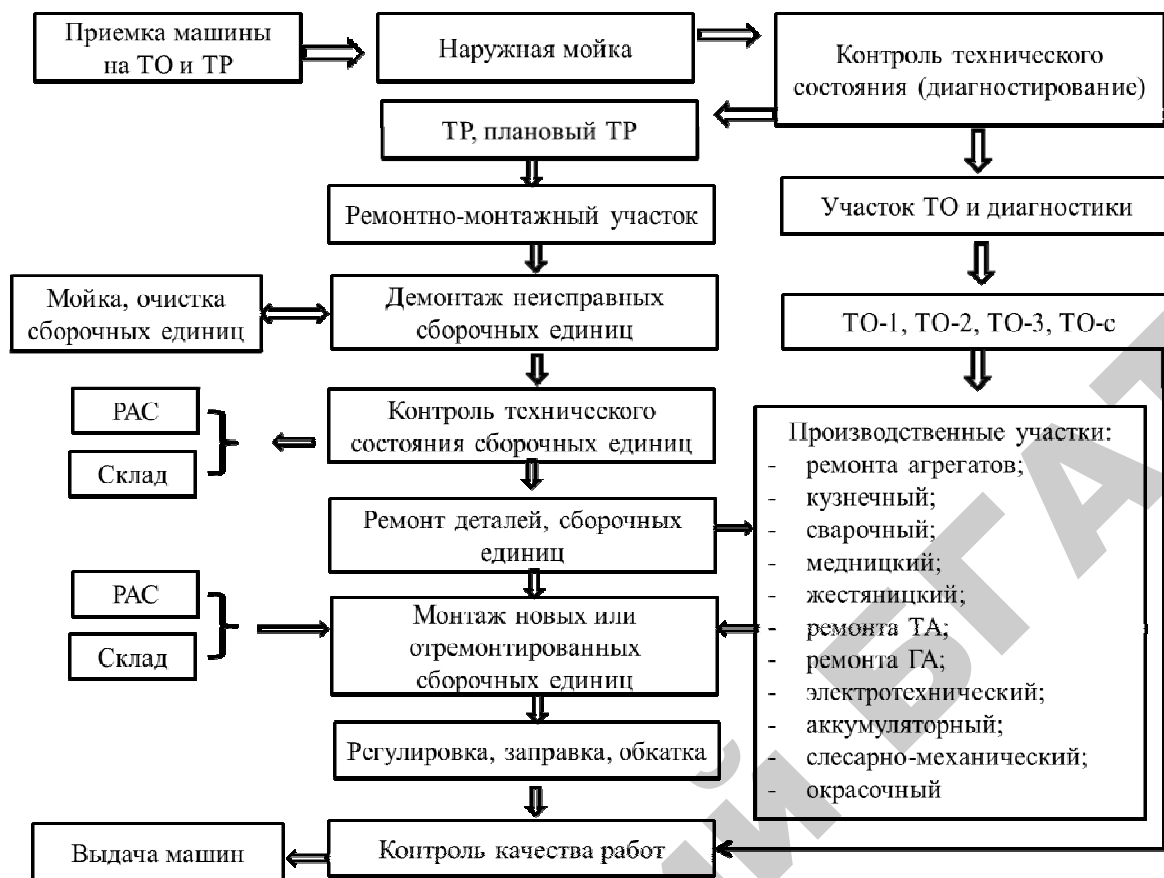 Приемка машины
на ТО и ТР
Наружная мойка
Контроль технического
состояния (диагностирование)
ТР, плановый ТР
Ремонтно-монтажный участок
Участок ТО и диагностики
Мойка, очистка
сборочных единиц
Демонтаж неисправных
сборочных единиц
ТО-1, ТО-2, ТО-3, ТО-с
РАС
Склад
Контроль технического
состояния сборочных единиц
Производственные участки:
- ремонта агрегатов;
- кузнечный;
- сварочный;
- медницкий;
- жестяницкий;
- ремонта ТА;
- ремонта ГА;
- электротехнический;
- аккумуляторный;
- слесарно-механический;
- окрасочный
Ремонт деталей, сборочных
единиц
РАС
Склад
Монтаж новых или
отремонтированных
сборочных единиц
Рсгулировка, заправка, обкатка
Выдача машин
Контроль качества работ